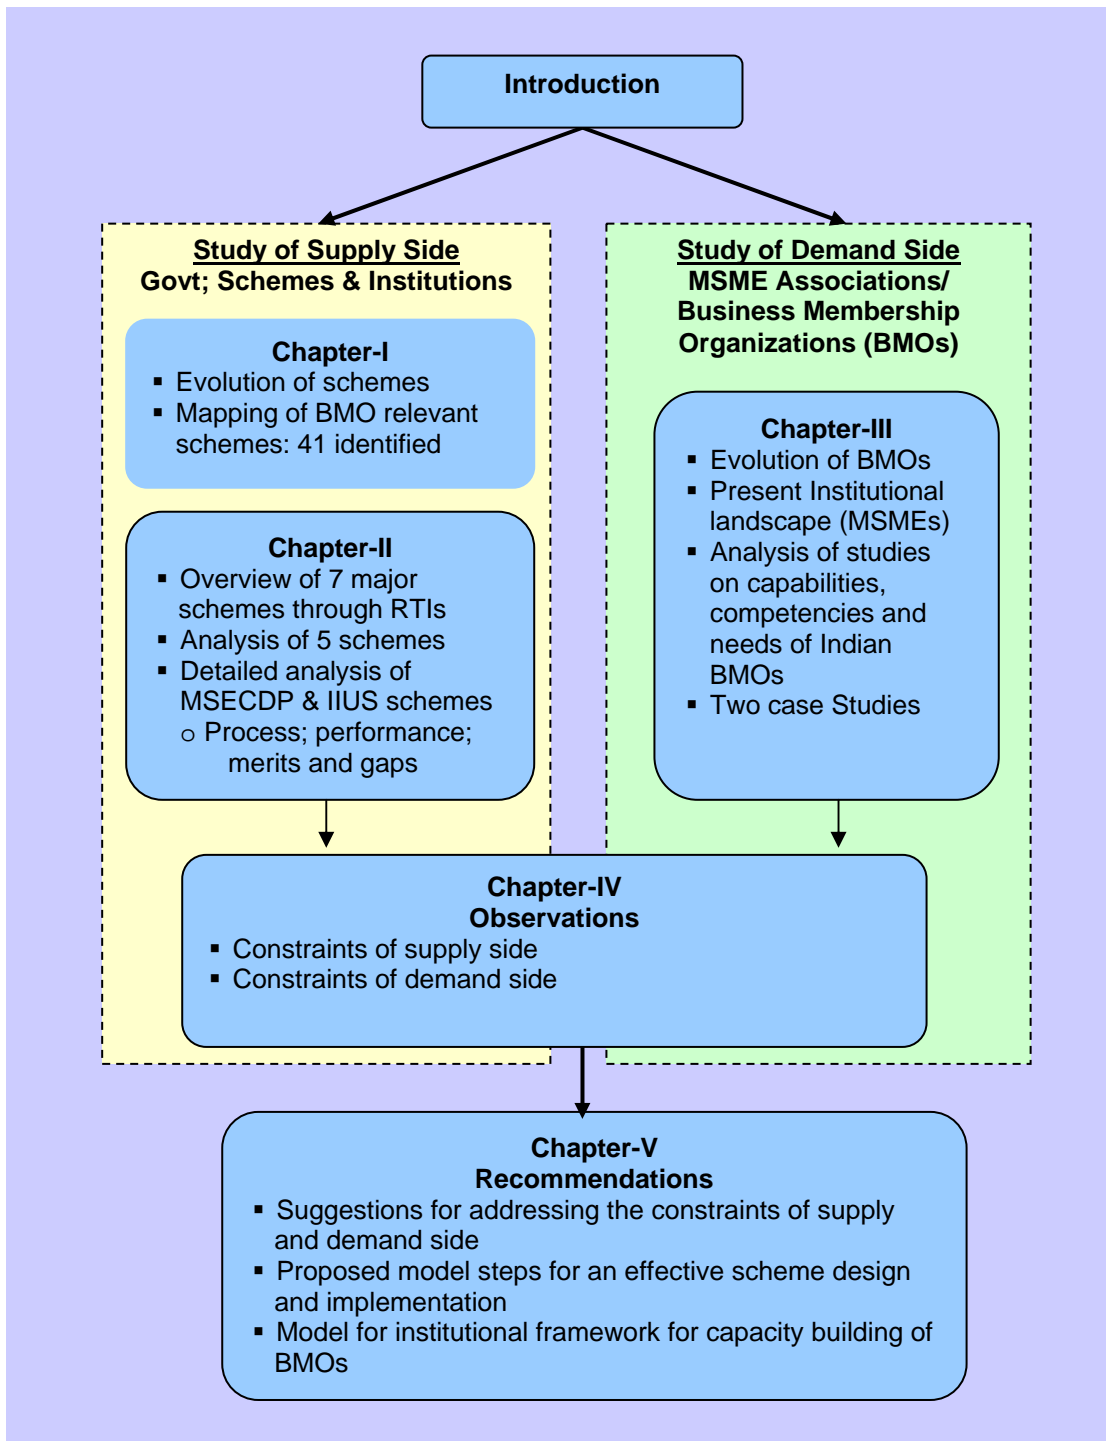 Introduction
Study of Supply Side
Govt; Schemes & Institutions
Chapter-I
▪ Evolution of schemes
▪ Mapping of BMO relevant
schemes: 41 identified
Chapter-II
▪ Overview of 7 major
schemes through RTIs
▪ Analysis of 5 schemes
▪ Detailed analysis of
MSECDP & IIUS schemes
o Process; performance;
merits and gaps
Study of Demand Side
MSME Associations/
Business Membership
Organizations (BMOs)
Chapter-III
▪ Evolution of BMOs
▪ Present Institutional
landscape (MSMEs)
▪ Analysis of studies
on capabilities,
competencies and
needs of Indian
BMOs
▪ Two case Studies
Chapter-IV
Observations
▪ Constraints of supply side
▪ Constraints of demand side
Chapter-V
Recommendations
▪ Suggestions for addressing the constraints of supply
and demand side
▪ Proposed model steps for an effective scheme design
and implementation
▪ Model for institutional framework for capacity building of
BMOs